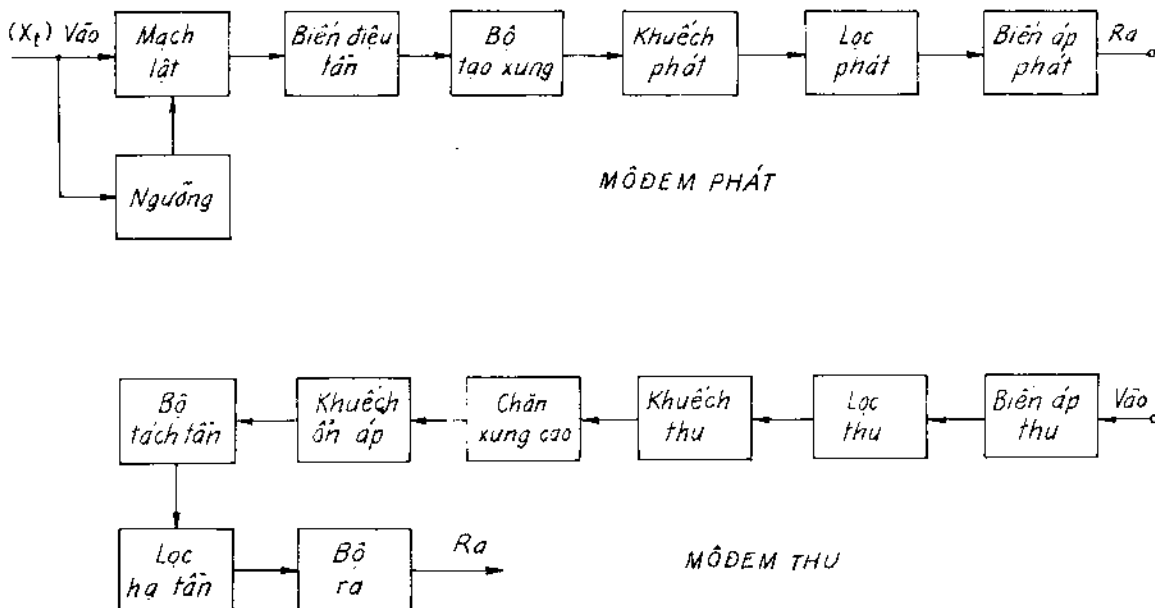 (Xt) Vào
Mạch
lật
Biến điệu
tần
Bộ
tạo xung
Khuếch
phát
Lọc
phát
Biến áp
phát
Ra
Ngưỡng
MÔĐEM PHÁT
Bộ
tách tần
Khuếch
ổn áp
Chặn
xung cao
Khuếch
thu
Lọc
thu
Biến áp
thu
Vào
Lọc
hạ tần
Bộ
ra
Ra
MÔĐEM THU